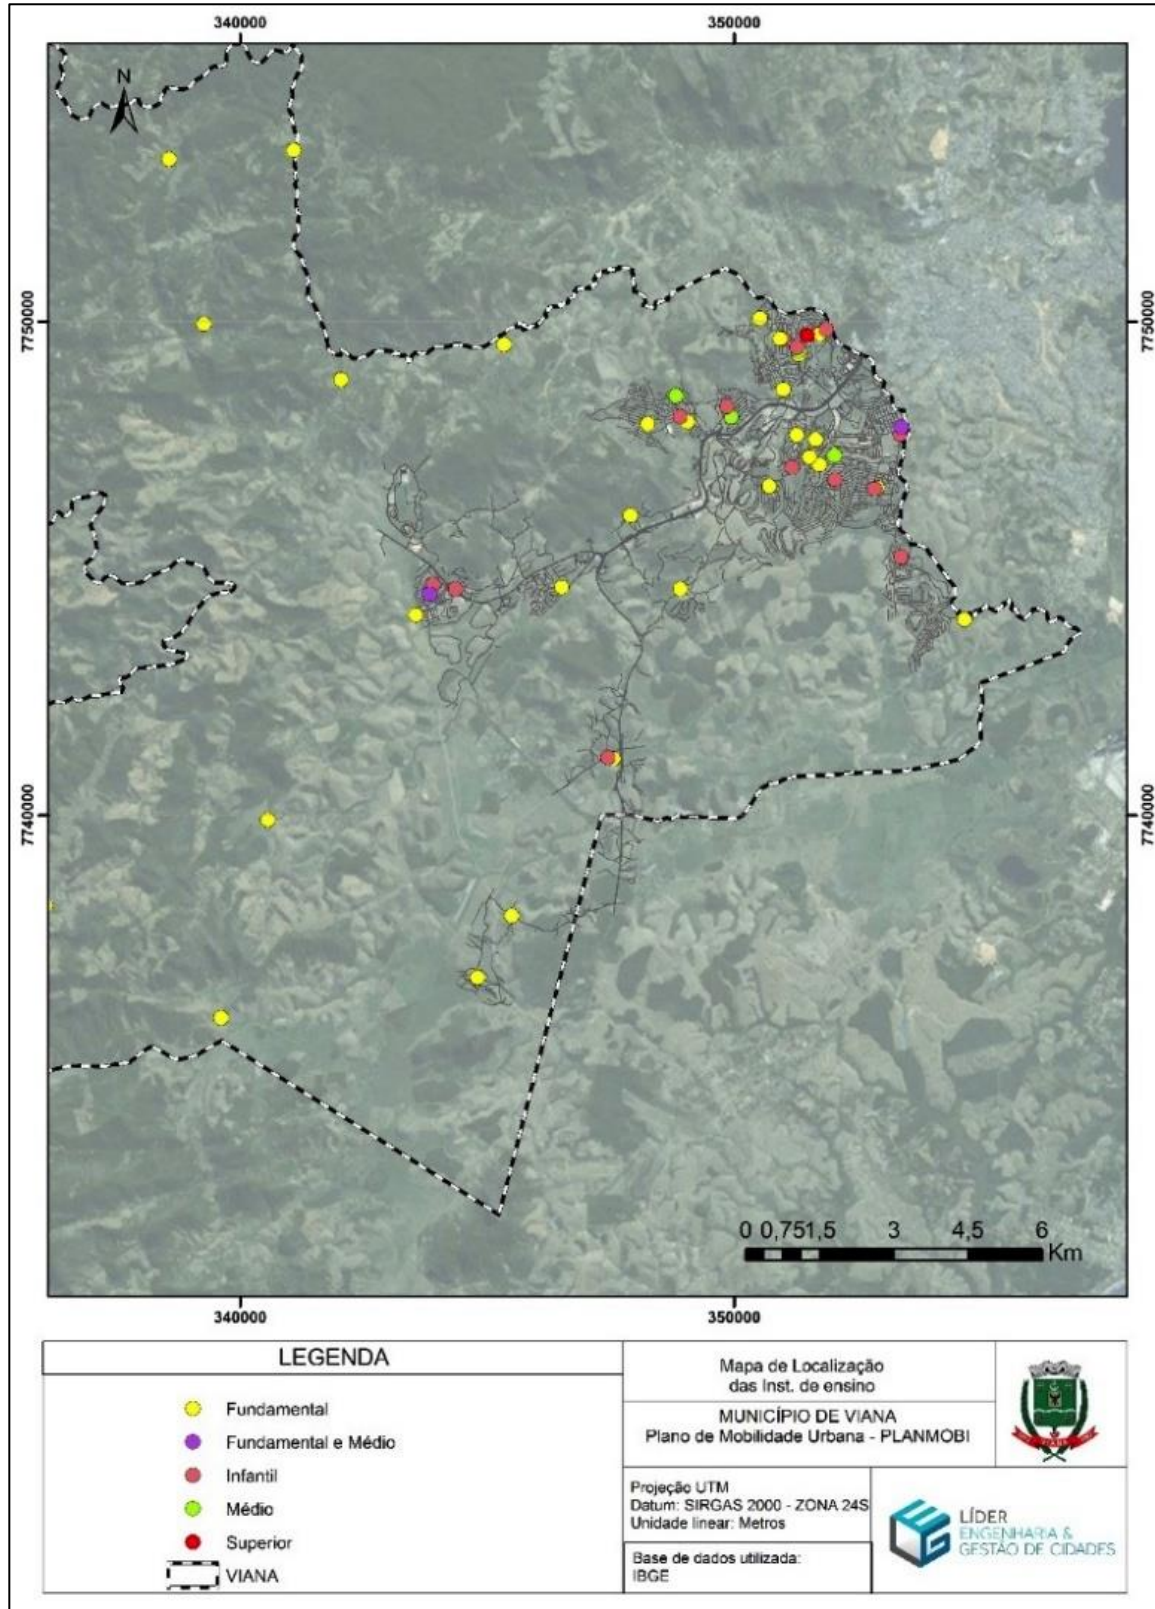 340000
350000
N
7750000
7750000
7740000
7740000
0 0,751,5 3 4,5 6
Km
340000
350000
LEGENDA
Fundamental
Fundamental e Médio
Infantil
Médio
Superior
VIANA
Mapa de Localização
das Inst. de ensino
MUNICÍPIO DE VIANA
Plano de Mobilidade Urbana - PLANMOBI
Projeção UTM
Datum: SIRGAS 2000 - ZONA 24S
Unidade linear: Metros
Base de dados utilizada:
IBGE
VIANA
LÍDER
ENGENHARIA &
GESTÃO DE CIDADES